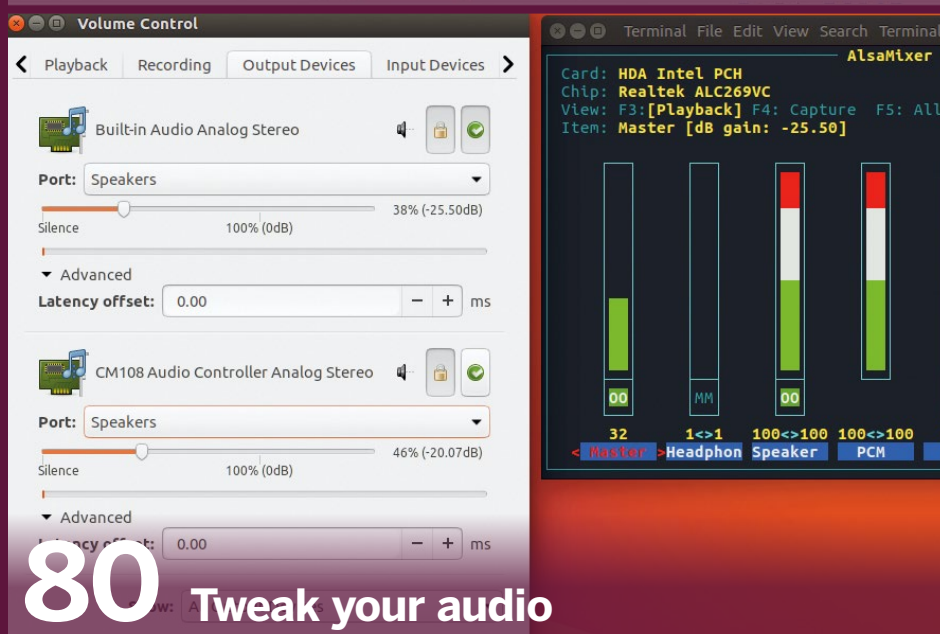 Volume Control
Playback Recording Output Devices Input Devices
Built-in Audio Analog Stereo
Port: Speakers
38% (-25.50dB)
Silence 100% (0dB)
Advanced
Latency offset: 0.00 ms
CM108 Audio Controller Analog Stereo
Port: Speakers
46% (-20.07dB)
Silence 100% (0dB)
Advanced
0.00 ms
80 Tweak your audio
Terminal File Edit View Search Terminal
AlsaMixer
Card: HDA Intel PCH
Chip: Realtek ALC269VC
View: F3:[Playback] F4: Capture F5: All
Item: Master [dB gain: -25.50]
OO MM OO
32 1<>1 100<>100 100<>100
< Master >Headphon Speaker PCM